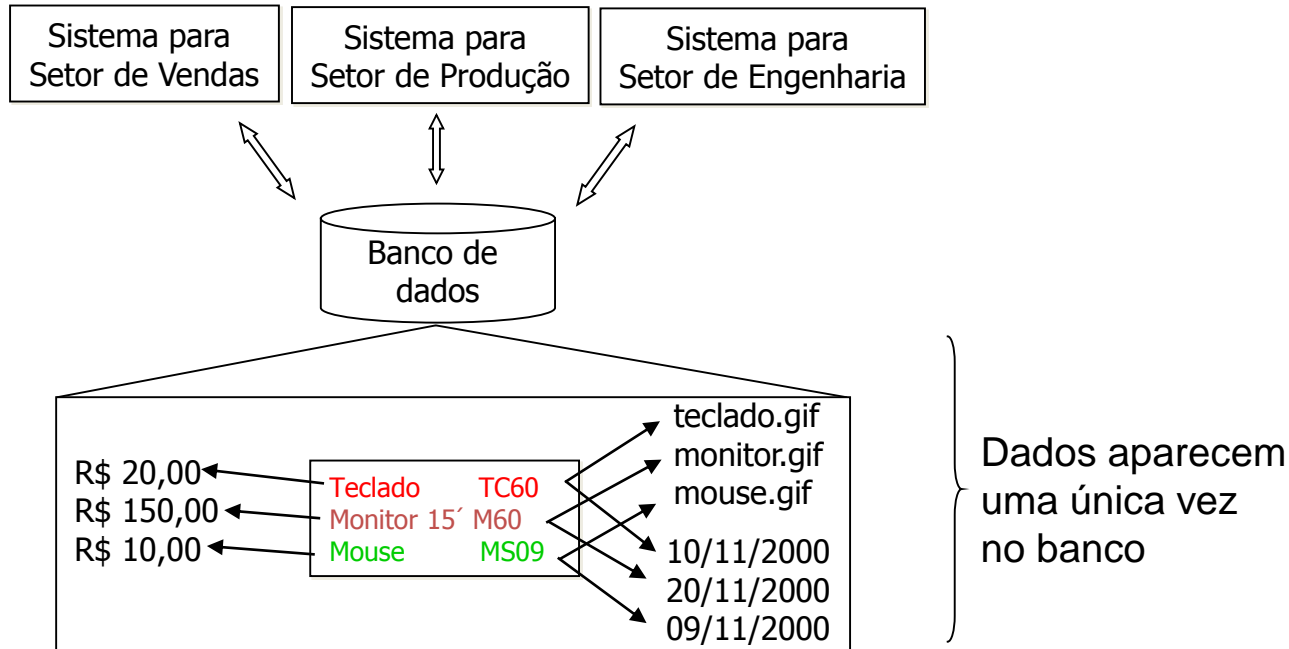 Sistema para
Setor de Vendas
Sistema para
Setor de Produção
Sistema para
Setor de Engenharia
Banco de
dados
R$ 20,00
R$ 150,00
R$ 10,00
Teclado TC60
Monitor 15´ M60
Mouse MS09
teclado.gif
monitor.gif
mouse.gif
10/11/2000
20/11/2000
09/11/2000
Dados aparecem
uma única vez
no banco